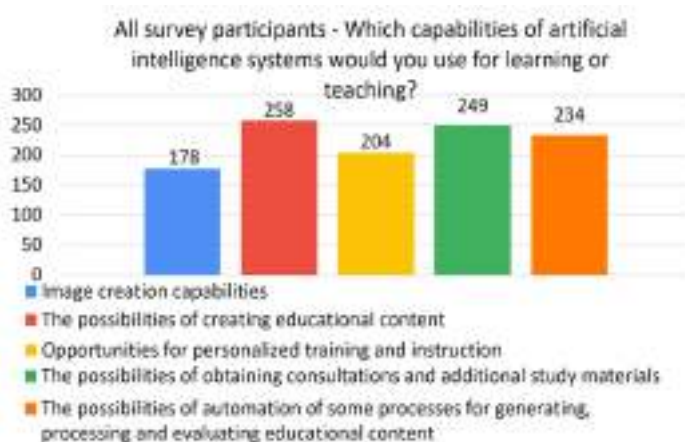 All survey participants - Which capabilities of artificial
intelligence systems would you use for learning or
teaching?
300
250
200
150
100
50
0
178
258
204
249
234
Image creation capabilities
The possibilities of creating educational content
Opportunities for personalized training and instruction
The possibilities of obtaining consultations and additional study materials
The possibilities of automation of some processes for generating,
processing and evaluating educational content